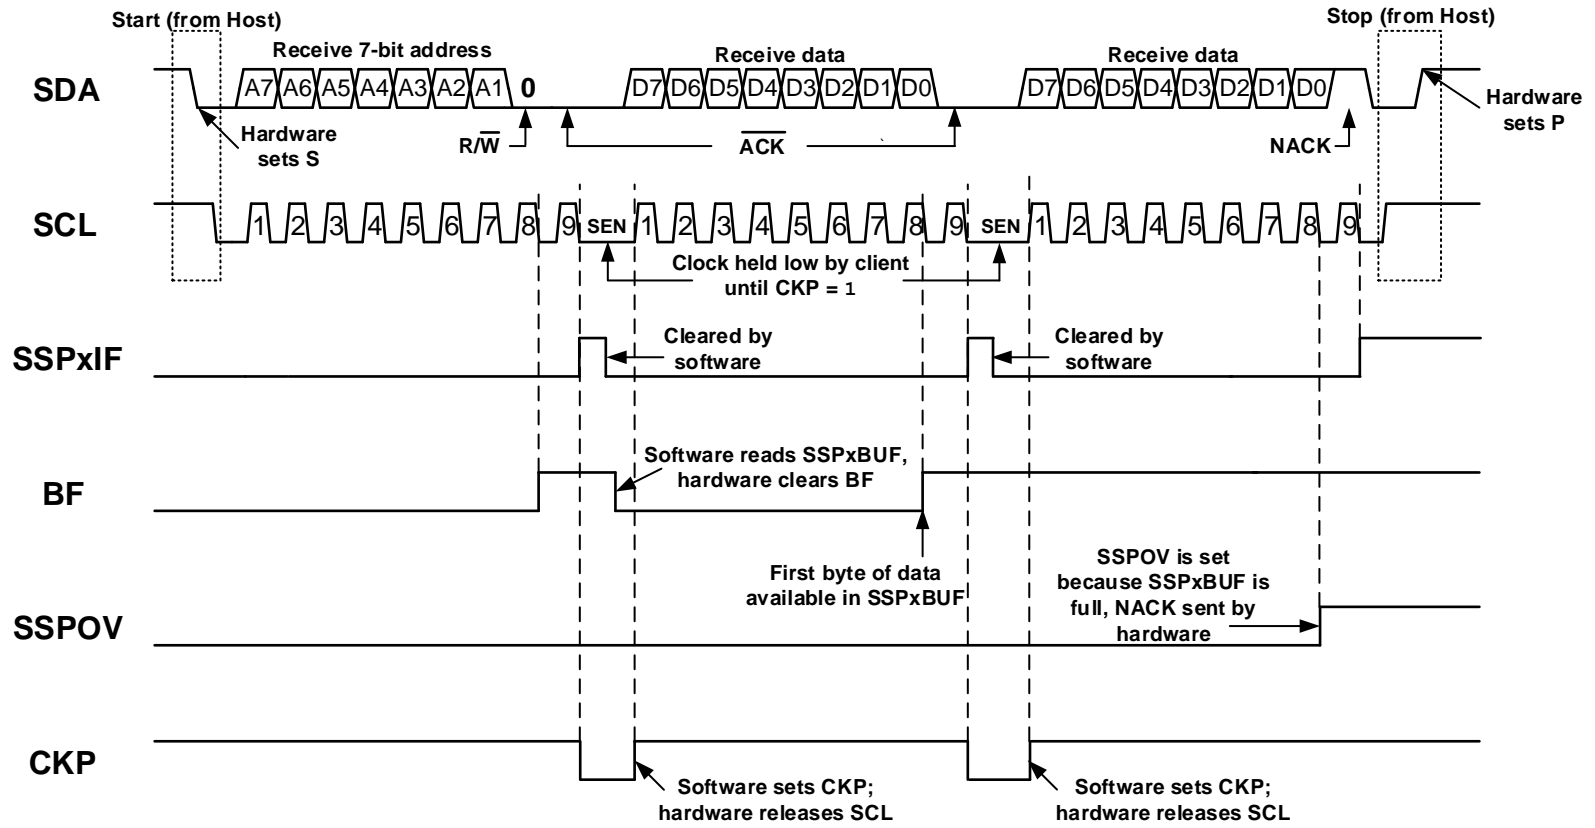 Start (from Host)
Stop (from Host)
Receive 7-bit address
Receive data
Receive data
SDA
A7 A6 A5 A4 A3 A2 A1 0
D7 D6 D5 D4 D3 D2 D1 D0
D7 D6 D5 D4 D3 D2 D1 D0
Hardware
sets S
R/W̅
A̅C̅K̅
NACK
Hardware
sets P
SCL
1 2 3 4 5 6 7 8 9 SEN 1 2 3 4 5 6 7 8 9 SEN 1 2 3 4 5 6 7 8 9
Clock held low by client
until CKP = 1
SSPxIF
Cleared by
software
Cleared by
software
BF
Software reads SSPxBUF,
hardware clears BF
First byte of data
available in SSPxBUF
SSPOV
SSPOV is set
because SSPxBUF is
full, NACK sent by
hardware
CKP
Software sets CKP;
hardware releases SCL
Software sets CKP;
hardware releases SCL